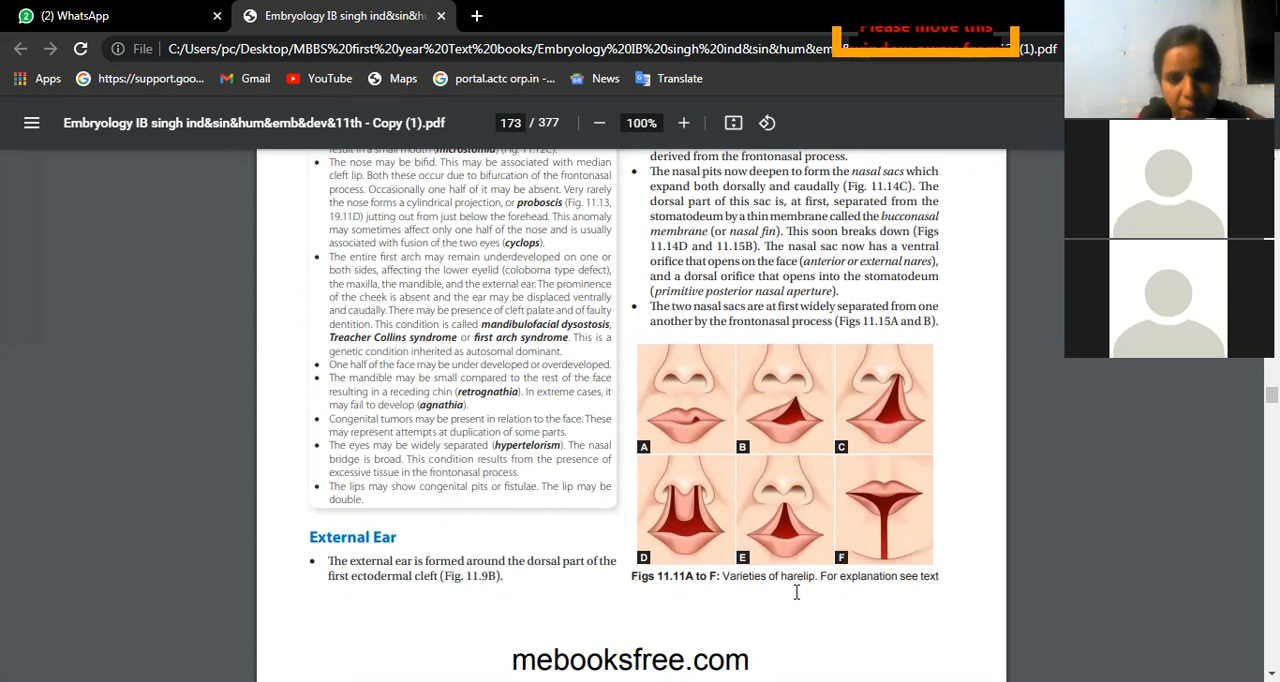 (2) WhatsApp
Embryology IB singh ind&sin&hu
Please move this
File
C:/Users/pc/Desktop/MBBS%20first%20year%20Text%20books/Embryology%20IB%20singh%20ind&sin&hum&emb&
(1).pdf
Apps
https://support.goo...
Gmail
YouTube
Maps
portal.actc orp.in -...
News
Translate
Embryology IB singh ind&sin&hum&emb&dev&11th - Copy (1).pdf
173 / 377
100%
result in a small mouth (microstomia) (Fig. 11.12C).
The nose may be bifid. This may be associated with median
cleft lip. Both these occur due to bifurcation of the frontonasal
process. Occasionally one half of it may be absent. Very rarely
the nose forms a cylindrical projection, or proboscis (Fig. 11.13,
19.11D) jutting out from just below the forehead. This anomaly
may sometimes affect only one half of the nose and is usually
associated with fusion of the two eyes (cyclops).
The entire first arch may remain underdeveloped on one or
both sides, affecting the lower eyelid (coloboma type defect),
the maxilla, the mandible, and the external ear. The prominence
of the cheek is absent and the ear may be displaced ventrally
and caudally. There may be presence of cleft palate and of faulty
dentition. This condition is called mandibulofacial dysostosis,
Treacher Collins syndrome or first arch syndrome. This is a
genetic condition inherited as autosomal dominant.
One half of the face may be under developed or overdeveloped.
The mandible may be small compared to the rest of the face
resulting in a receding chin (retrognathia). In extreme cases, it
may fail to develop (agnathia).
Congenital tumors may be present in relation to the face. These
may represent attempts at duplication of some parts.
The eyes may be widely separated (hypertelorism). The nasal
bridge is broad. This condition results from the presence of
excessive tissue in the frontonasal process.
The lips may show congenital pits or fistulae. The lip may be
double.
External Ear
• The external ear is formed around the dorsal part of the
first ectodermal cleft (Fig. 11.9B).
derived from the frontonasal process.
• The nasal pits now deepen to form the nasal sacs which
expand both dorsally and caudally (Fig. 11.14C). The
dorsal part of this sac is, at first, separated from the
stomatodeum by a thin membrane called the bucconasal
membrane (or nasal fin). This soon breaks down (Figs
11.14D and 11.15B). The nasal sac now has a ventral
orifice that opens on the face (anterior or external nares),
and a dorsal orifice that opens into the stomatodeum
(primitive posterior nasal aperture).
• The two nasal sacs are at first widely separated from one
another by the frontonasal process (Figs 11.15A and B).
A
B
C
D
E
F
Figs 11.11A to F: Varieties of harelip. For explanation see text
mebooksfree.com